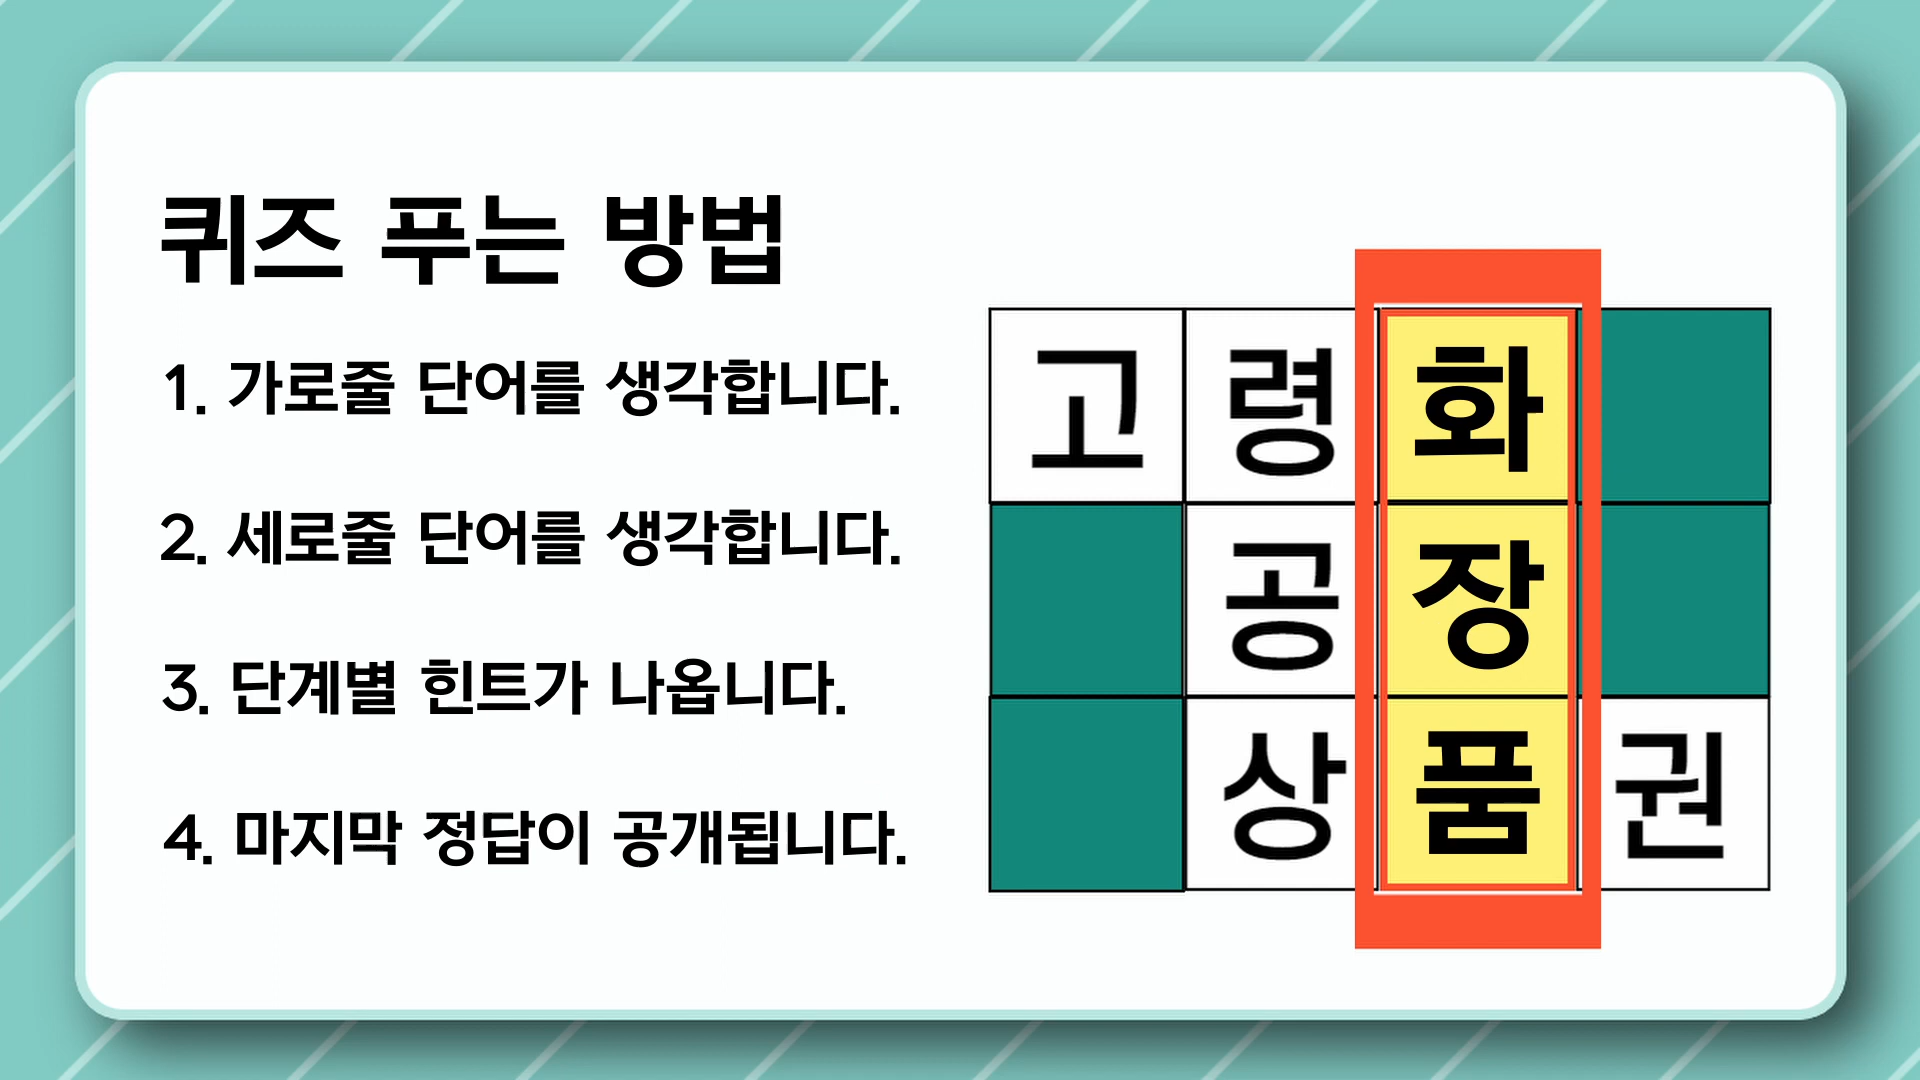 퀴즈 푸는 방법
1. 가로줄 단어를 생각합니다.
2. 세로줄 단어를 생각합니다.
3. 단계별 힌트가 나옵니다.
4. 마지막 정답이 공개됩니다.
고 령 화
공 장
상 품 권